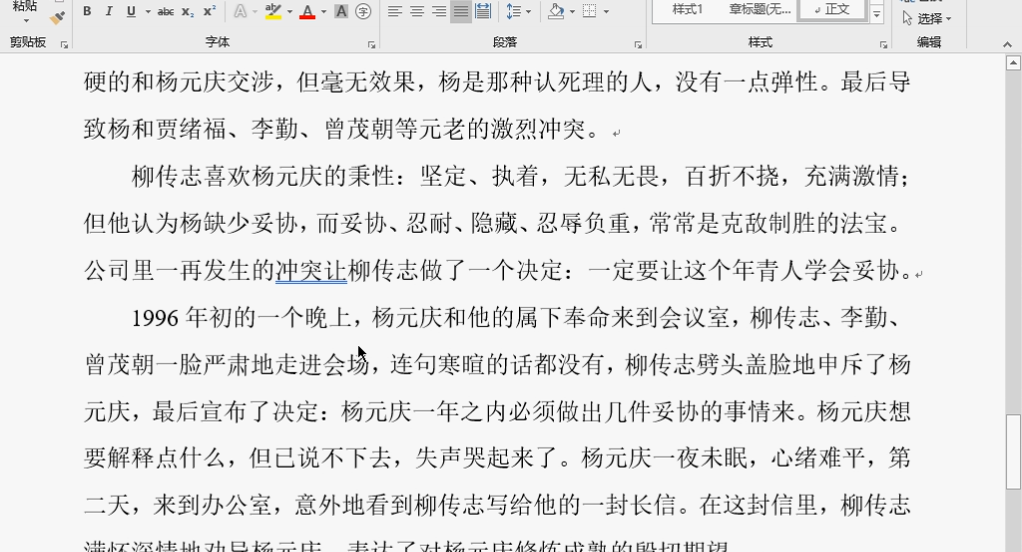 粘贴
B I U abc X₂ X² A aby A A A 字
样式1 章标题(无... 正文
选择
剪贴板 字体 段落 样式 编辑
硬的和杨元庆交涉，但毫无效果，杨是那种认死理的人，没有一点弹性。最后导
致杨和贾绪福、李勤、曾茂朝等元老的激烈冲突。
柳传志喜欢杨元庆的秉性：坚定、执着，无私无畏，百折不挠，充满激情；
但他认为杨缺少妥协，而妥协、忍耐、隐藏、忍辱负重，常常是克敌制胜的法宝。
公司里一再发生的冲突让柳传志做了一个决定：一定要让这个年青人学会妥协。
1996 年初的一个晚上，杨元庆和他的属下奉命来到会议室，柳传志、李勤、
曾茂朝一脸严肃地走进会场，连句寒暄的话都没有，柳传志劈头盖脸地申斥了杨
元庆，最后宣布了决定：杨元庆一年之内必须做出几件妥协的事情来。杨元庆想
要解释点什么，但已说不下去，失声哭起来了。杨元庆一夜未眠，心绪难平，第
二天，来到办公室，意外地看到柳传志写给他的一封长信。在这封信里，柳传志
满怀深情地劝导杨元庆，表达了对杨元庆修炼成熟的殷切期望